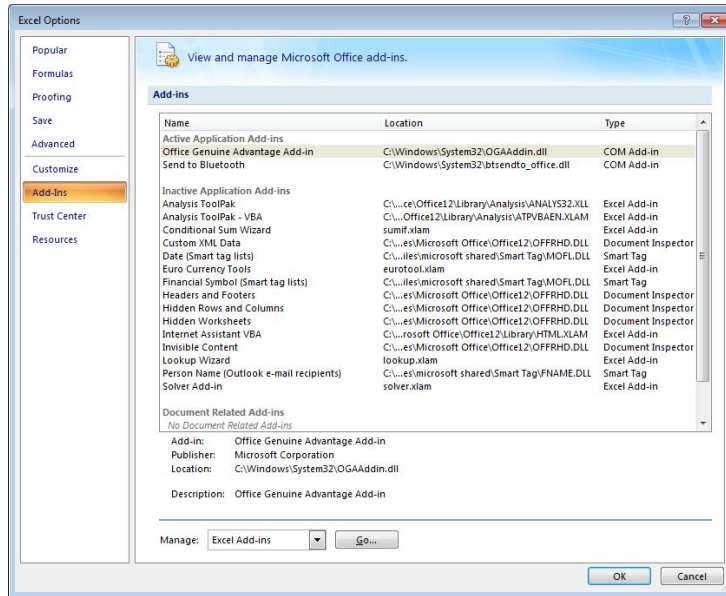 Excel Options
Popular
Formulas
Proofing
Save
Advanced
Customize
Add-Ins
Trust Center
Resources
View and manage Microsoft Office add-ins.
Add-ins
Name Location Type
Active Application Add-ins
Office Genuine Advantage Add-in C:\Windows\System32\OGAAddin.dll COM Add-in
Send to Bluetooth C:\Windows\System32\btsendto_office.dll COM Add-in
Inactive Application Add-ins
Analysis ToolPak C:\...ce\Office12\Library\Analysis\ANALYS32.XLL Excel Add-in
Analysis ToolPak - VBA C:\...Office12\Library\Analysis\ATPVBAEN.XLAM Excel Add-in
Conditional Sum Wizard sumif.xlam Excel Add-in
Custom XML Data C:\...es\Microsoft Office\Office12\OFFRHD.DLL Document Inspector
Date (Smart tag lists) C:\...iles\microsoft shared\Smart Tag\MOFL.DLL Smart Tag
Euro Currency Tools eurotool.xlam Excel Add-in
Financial Symbol (Smart tag lists) C:\...iles\microsoft shared\Smart Tag\MOFL.DLL Smart Tag
Headers and Footers C:\...es\Microsoft Office\Office12\OFFRHD.DLL Document Inspector
Hidden Rows and Columns C:\...es\Microsoft Office\Office12\OFFRHD.DLL Document Inspector
Hidden Worksheets C:\...es\Microsoft Office\Office12\OFFRHD.DLL Document Inspector
Internet Assistant VBA C:\...rosoft Office\Office12\Library\HTML.XLAM Excel Add-in
Invisible Content C:\...es\Microsoft Office\Office12\OFFRHD.DLL Document Inspector
Lookup Wizard lookup.xlam Excel Add-in
Person Name (Outlook e-mail recipients) C:\...es\microsoft shared\Smart Tag\FNAME.DLL Smart Tag
Solver Add-in solver.xlam Excel Add-in
Document Related Add-ins
No Document Related Add-ins
Add-in: Office Genuine Advantage Add-in
Publisher: Microsoft Corporation
Location: C:\Windows\System32\OGAAddin.dll
Description: Office Genuine Advantage Add-in
Manage: Excel Add-ins Go...
OK Cancel